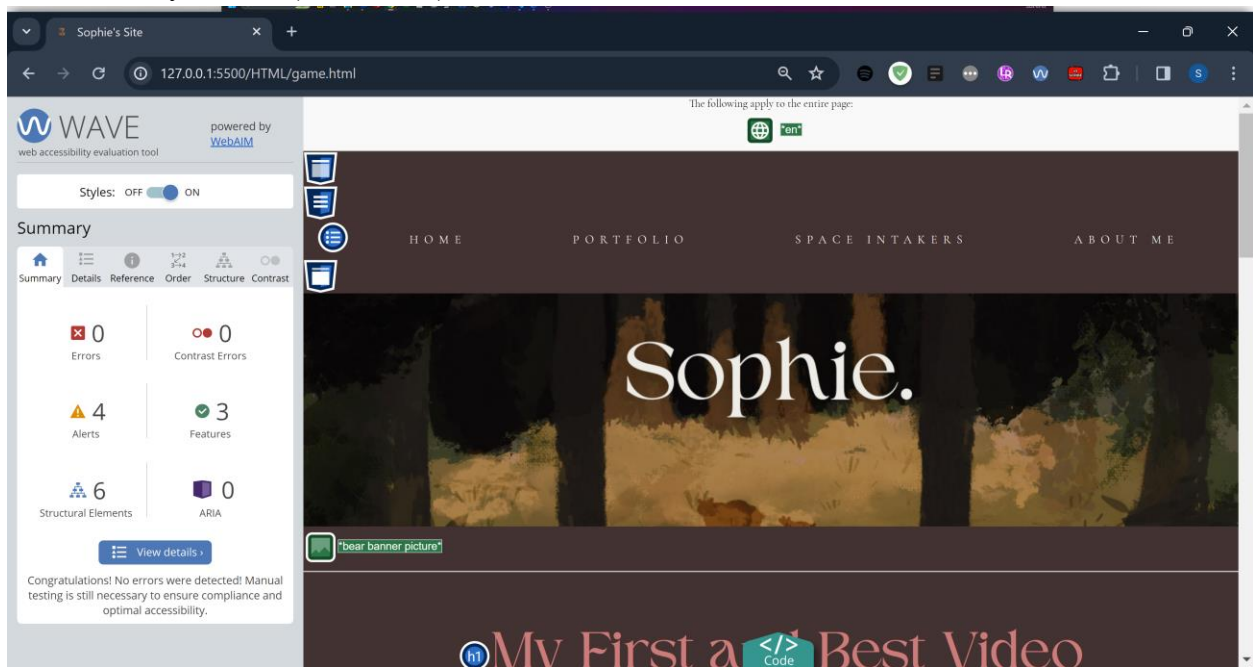 Sophie's Site
127.0.0.1:5500/HTML/game.html
S
WAVE
web accessibility evaluation tool
powered by
WebAIM
Styles: OFF ON
Summary
Summary Details Reference Order Structure Contrast
0
Errors
0
Contrast Errors
4
Alerts
3
Features
6
Structural Elements
0
ARIA
View details ›
Congratulations! No errors were detected! Manual
testing is still necessary to ensure compliance and
optimal accessibility.
The following apply to the entire page:
*en*
HOME PORTFOLIO SPACE INTAKERS ABOUT ME
Sophie.
*bear banner picture*
h1 My First a Best Video
</>
Code